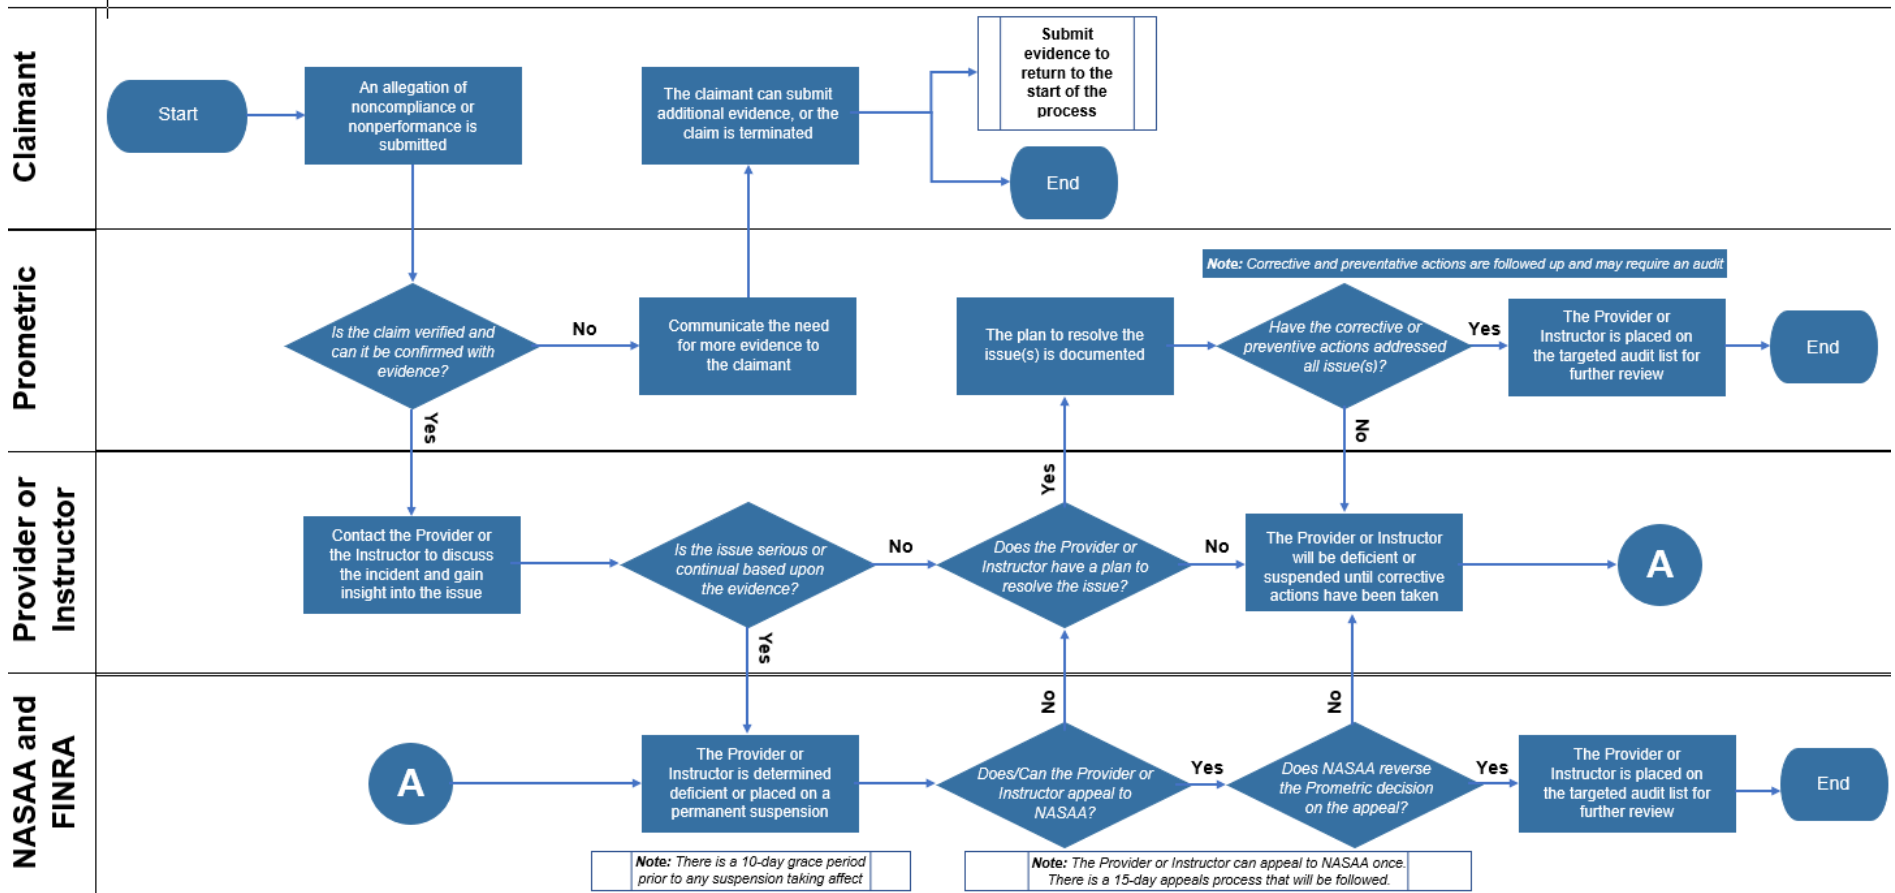 Claimant
Start
An allegation of
noncompliance or
nonperformance is
submitted
The claimant can submit
additional evidence, or the
claim is terminated
Submit
evidence to
return to the
start of the
process
End
Prometric
Is the claim verified and
can it be confirmed with
evidence?
No
Communicate the need
for more evidence to
the claimant
The plan to resolve the
issue(s) is documented
Note: Corrective and preventative actions are followed up and may require an audit
Have the corrective or
preventive actions addressed
all issue(s)?
Yes
The Provider or
Instructor is placed on
the targeted audit list for
further review
End
Yes
No
Provider or
Instructor
Contact the Provider or
the Instructor to discuss
the incident and gain
insight into the issue
Is the issue serious or
continual based upon
the evidence?
No
Yes
Does the Provider or
Instructor have a plan to
resolve the issue?
No
The Provider or Instructor
will be deficient or
suspended until corrective
actions have been taken
A
Yes
No
No
NASAA and
FINRA
A
The Provider or
Instructor is determined
deficient or placed on a
permanent suspension
Does/Can the Provider or
Instructor appeal to
NASAA?
Yes
Does NASAA reverse
the Prometric decision
on the appeal?
Yes
The Provider or
Instructor is placed on
the targeted audit list for
further review
End
Note: There is a 10-day grace period
prior to any suspension taking affect
Note: The Provider or Instructor can appeal to NASAA once.
There is a 15-day appeals process that will be followed.